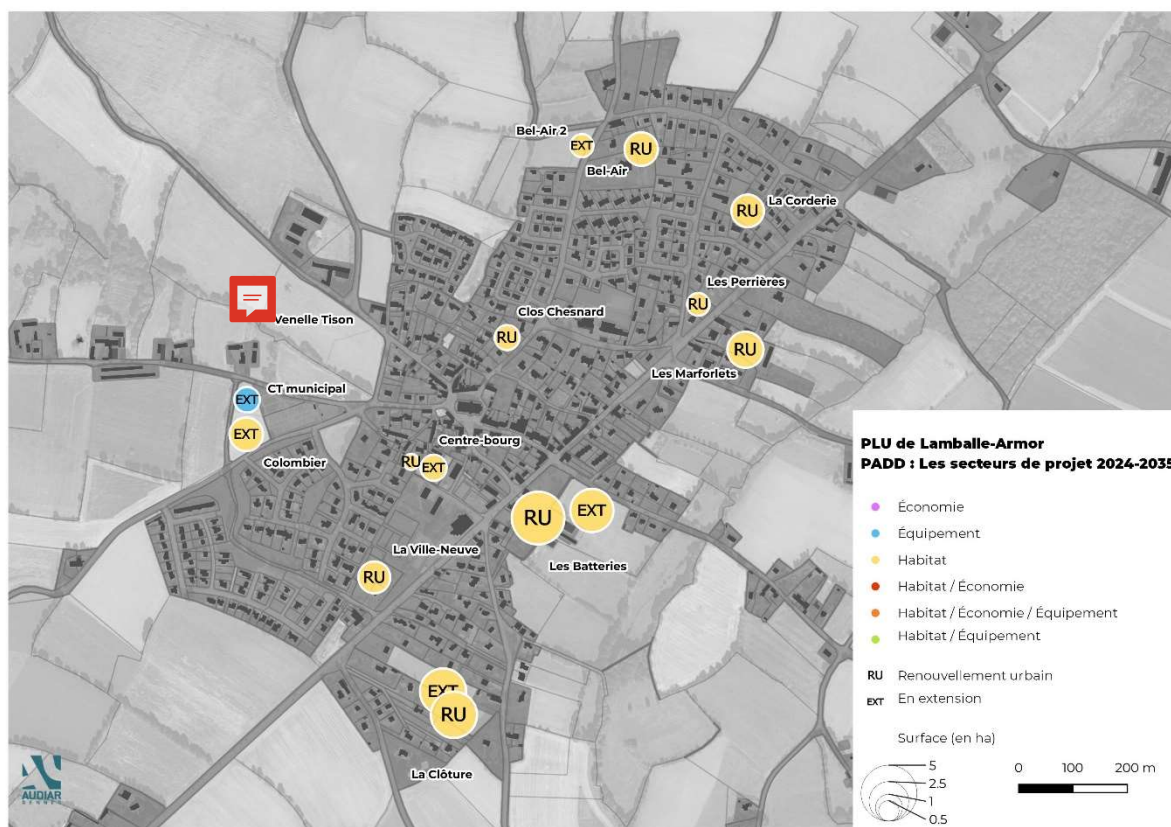 Bel-Air 2
EXT
RU
Bel-Air
La Corderie
RU
Les Perrières
RU
Venelle Tison
Clos Chesnard
RU
RU
Les Marforlets
CT municipal
EXT
EXT
Colombier
Centre-bourg
RU
EXT
RU
EXT
La Ville-Neuve
Les Batteries
RU
EXT
RU
La Clôture
PLU de Lamballe-Armor
PADD : Les secteurs de projet 2024-2035
Économie
Équipement
Habitat
Habitat / Économie
Habitat / Économie / Équipement
Habitat / Équipement
RU Renouvellement urbain
EXT En extension
Surface (en ha)
5
2.5
1
0.5
0 100 200 m
AUDIAR
RENNES